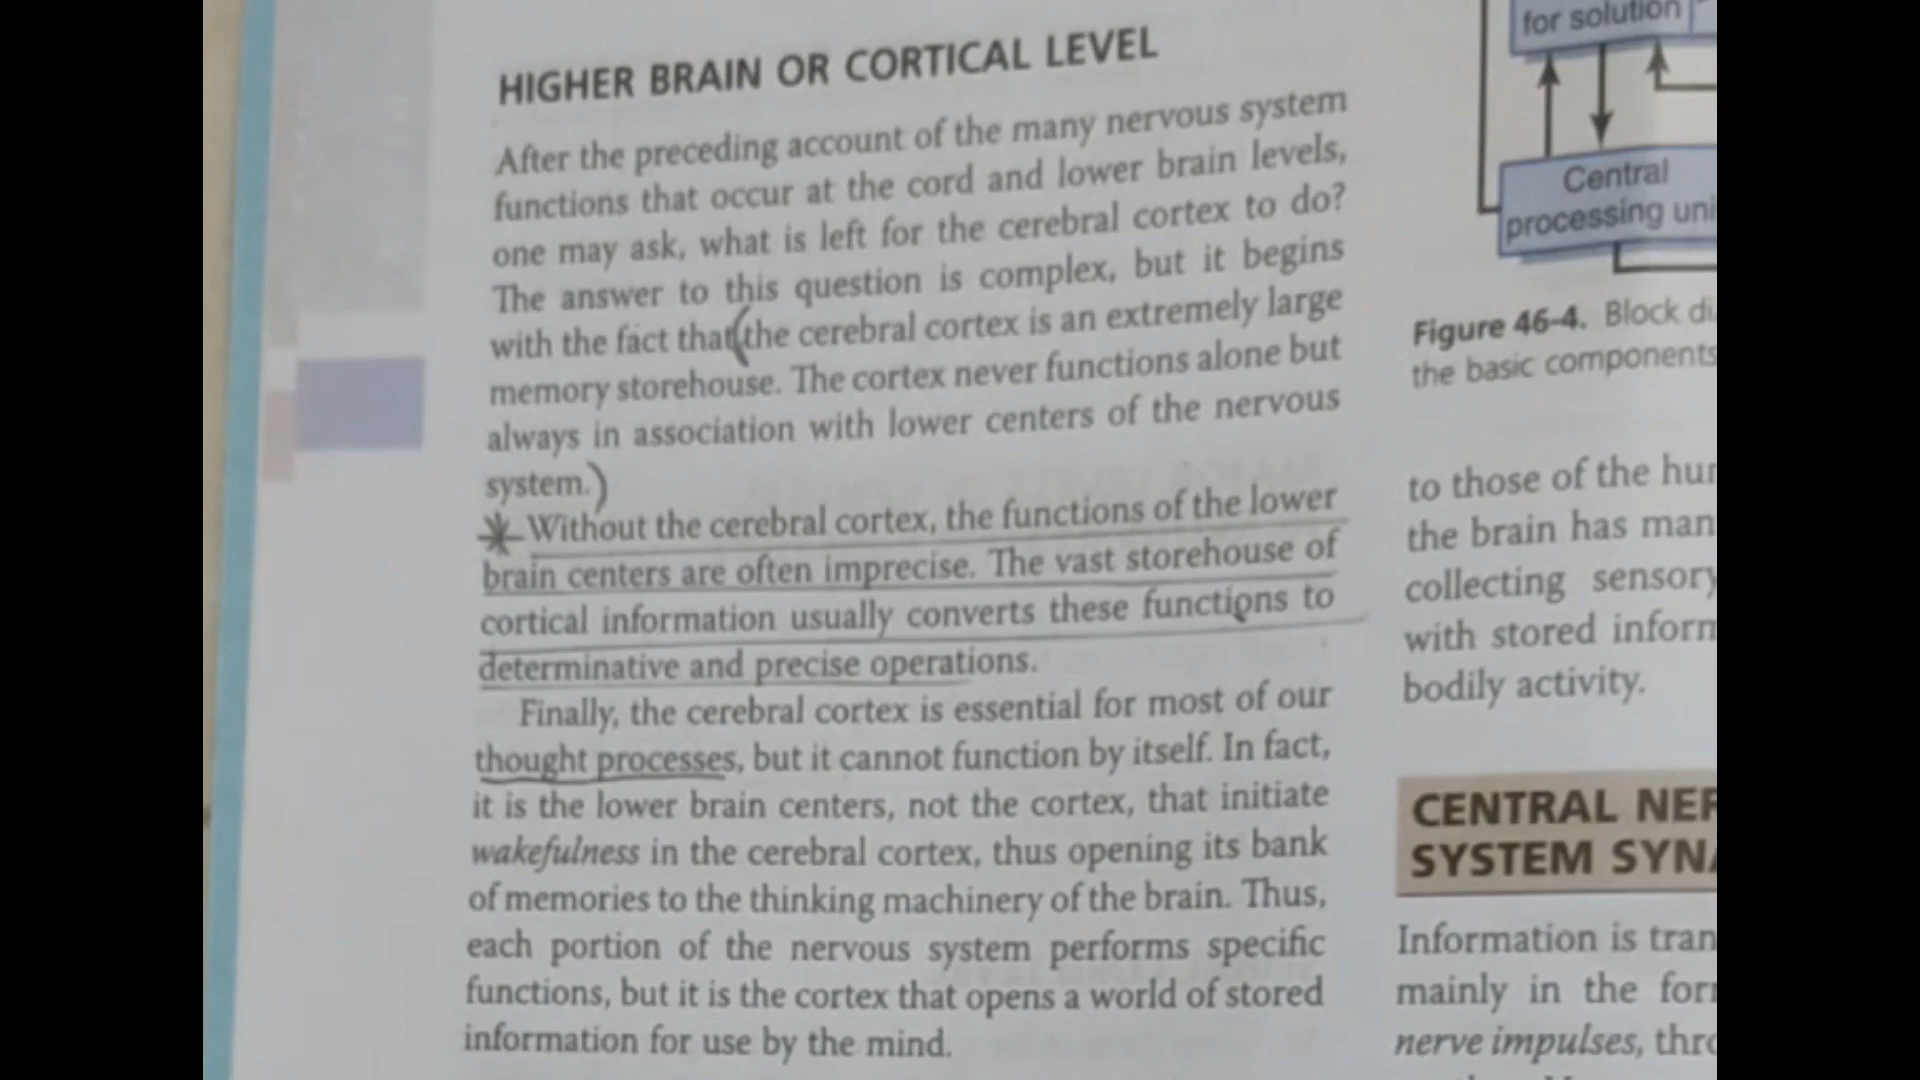 HIGHER BRAIN OR CORTICAL LEVEL
After the preceding account of the many nervous system
functions that occur at the cord and lower brain levels,
one may ask, what is left for the cerebral cortex to do?
The answer to this question is complex, but it begins
with the fact that (the cerebral cortex is an extremely large
memory storehouse. The cortex never functions alone but
always in association with lower centers of the nervous
system.)
* Without the cerebral cortex, the functions of the lower
brain centers are often imprecise. The vast storehouse of
cortical information usually converts these functions to
determinative and precise operations.
Finally, the cerebral cortex is essential for most of our
thought processes, but it cannot function by itself. In fact,
it is the lower brain centers, not the cortex, that initiate
wakefulness in the cerebral cortex, thus opening its bank
of memories to the thinking machinery of the brain. Thus,
each portion of the nervous system performs specific
functions, but it is the cortex that opens a world of stored
information for use by the mind.
for solution
Central
processing uni
Figure 46-4. Block di
the basic components
to those of the hu
the brain has man
collecting sensory
with stored inform
bodily activity.
CENTRAL NER
SYSTEM SYNA
Information is tran
mainly in the for
nerve impulses, thro